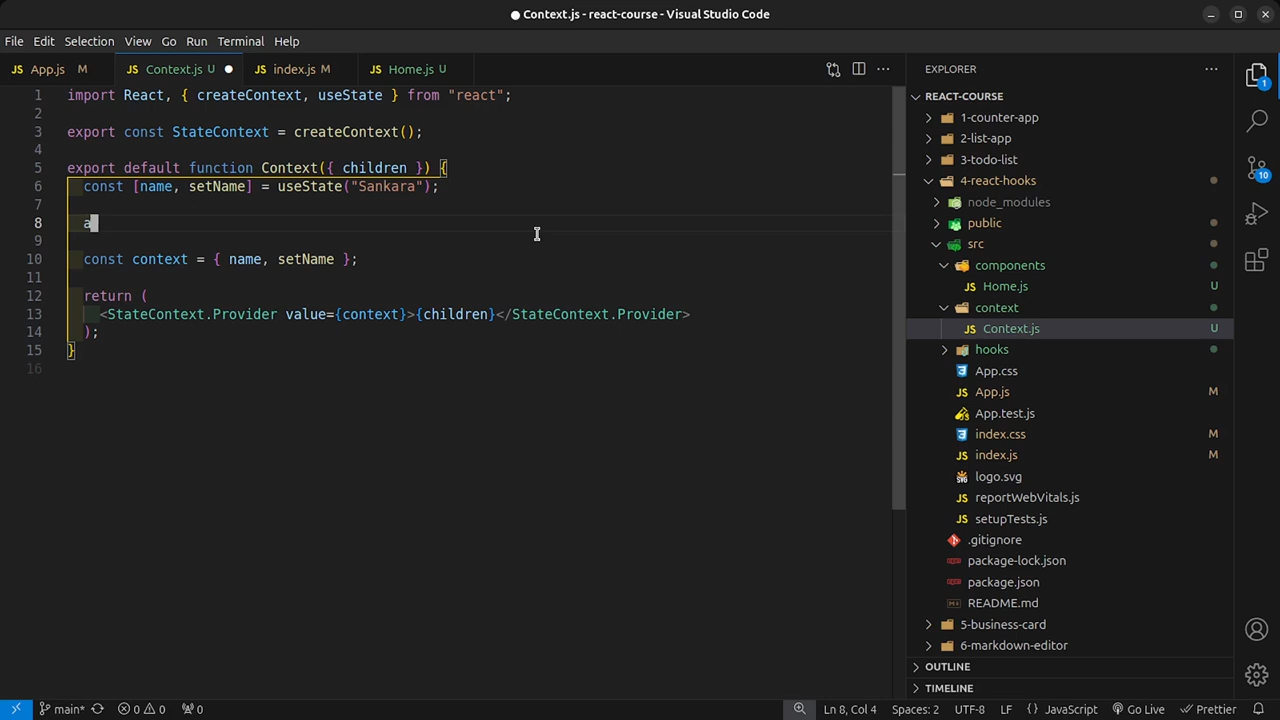 Context.js - react-course - Visual Studio Code
File Edit Selection View Go Run Terminal Help
JS App.js M
JS Context.js U
JS index.js M
JS Home.js U
1 import React, { createContext, useState } from "react";
2
3 export const StateContext = createContext();
4
5 export default function Context({ children }) {
6 const [name, setName] = useState("Sankara");
7
8 a
9
10 const context = { name, setName };
11
12 return (
13 <StateContext.Provider value={context}>{children}</StateContext.Provider>
14 );
15 }
16
EXPLORER
REACT-COURSE
1-counter-app
2-list-app
3-todo-list
4-react-hooks
node_modules
public
src
components
JS Home.js U
context
JS Context.js U
hooks
App.css
JS App.js M
App.test.js
index.css M
JS index.js M
logo.svg
JS reportWebVitals.js
JS setupTests.js
.gitignore
package-lock.json
package.json
README.md
5-business-card
6-markdown-editor
OUTLINE
TIMELINE
1
10
main* 0 0 0
Ln 8, Col 4 Spaces: 2 UTF-8 LF {} JavaScript Go Live Prettier